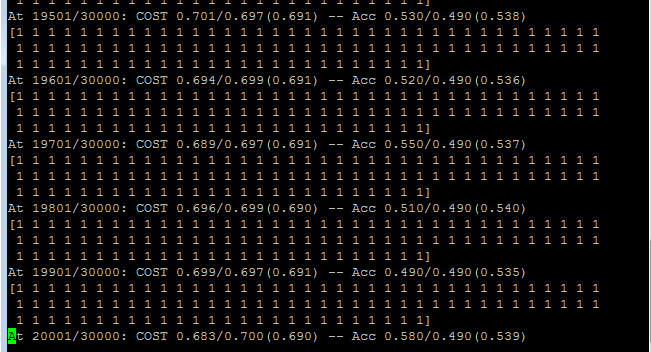 1 1 1 1 1 1 1 1 1 1 1 1 1 1 1 1 1 1 1 1 1 1 1 1 1 1]
At 19501/30000: COST 0.701/0.697(0.691) -- Acc 0.530/0.490(0.538)
[1 1 1 1 1 1 1 1 1 1 1 1 1 1 1 1 1 1 1 1 1 1 1 1 1 1 1 1 1 1 1 1 1 1 1 1 1
 1 1 1 1 1 1 1 1 1 1 1 1 1 1 1 1 1 1 1 1 1 1 1 1 1 1 1 1 1 1 1 1 1 1 1 1 1
 1 1 1 1 1 1 1 1 1 1 1 1 1 1 1 1 1 1 1 1 1 1 1 1 1 1]
At 19601/30000: COST 0.694/0.699(0.691) -- Acc 0.520/0.490(0.536)
[1 1 1 1 1 1 1 1 1 1 1 1 1 1 1 1 1 1 1 1 1 1 1 1 1 1 1 1 1 1 1 1 1 1 1 1 1
 1 1 1 1 1 1 1 1 1 1 1 1 1 1 1 1 1 1 1 1 1 1 1 1 1 1 1 1 1 1 1 1 1 1 1 1 1
 1 1 1 1 1 1 1 1 1 1 1 1 1 1 1 1 1 1 1 1 1 1 1 1 1 1]
At 19701/30000: COST 0.689/0.697(0.691) -- Acc 0.550/0.490(0.537)
[1 1 1 1 1 1 1 1 1 1 1 1 1 1 1 1 1 1 1 1 1 1 1 1 1 1 1 1 1 1 1 1 1 1 1 1 1
 1 1 1 1 1 1 1 1 1 1 1 1 1 1 1 1 1 1 1 1 1 1 1 1 1 1 1 1 1 1 1 1 1 1 1 1 1
 1 1 1 1 1 1 1 1 1 1 1 1 1 1 1 1 1 1 1 1 1 1 1 1 1 1]
At 19801/30000: COST 0.696/0.699(0.690) -- Acc 0.510/0.490(0.540)
[1 1 1 1 1 1 1 1 1 1 1 1 1 1 1 1 1 1 1 1 1 1 1 1 1 1 1 1 1 1 1 1 1 1 1 1 1
 1 1 1 1 1 1 1 1 1 1 1 1 1 1 1 1 1 1 1 1 1 1 1 1 1 1 1 1 1 1 1 1 1 1 1 1 1
 1 1 1 1 1 1 1 1 1 1 1 1 1 1 1 1 1 1 1 1 1 1 1 1 1 1]
At 19901/30000: COST 0.699/0.697(0.691) -- Acc 0.490/0.490(0.535)
[1 1 1 1 1 1 1 1 1 1 1 1 1 1 1 1 1 1 1 1 1 1 1 1 1 1 1 1 1 1 1 1 1 1 1 1 1
 1 1 1 1 1 1 1 1 1 1 1 1 1 1 1 1 1 1 1 1 1 1 1 1 1 1 1 1 1 1 1 1 1 1 1 1 1
 1 1 1 1 1 1 1 1 1 1 1 1 1 1 1 1 1 1 1 1 1 1 1 1 1 1]
At 20001/30000: COST 0.683/0.700(0.690) -- Acc 0.580/0.490(0.539)